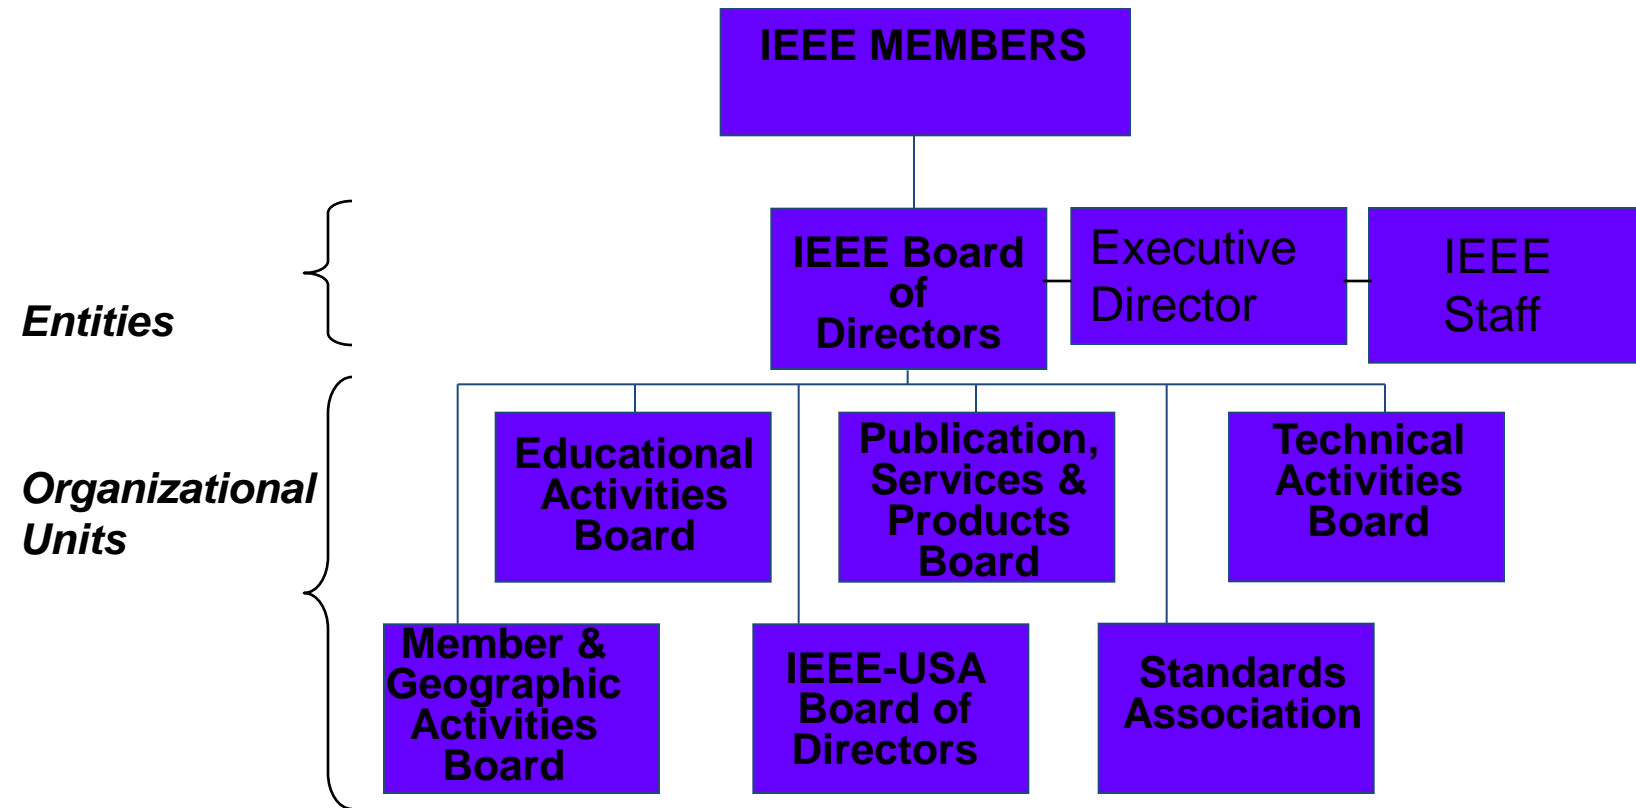 IEEE MEMBERS
Entities
IEEE Board
of
Directors
Executive
Director
IEEE
Staff
Organizational
Units
Educational
Activities
Board
Publication,
Services &
Products
Board
Technical
Activities
Board
Member &
Geographic
Activities
Board
IEEE-USA
Board of
Directors
Standards
Association